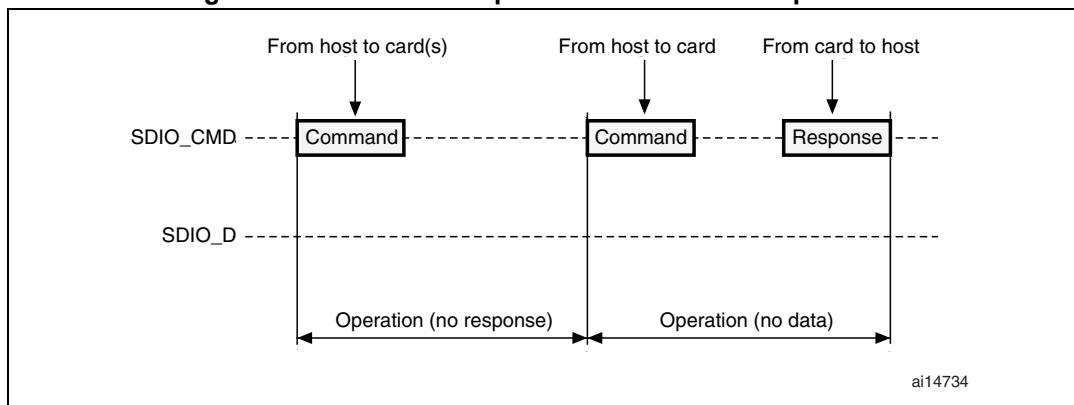 From host to card(s) From host to card From card to host
SDIO_CMD Command Command Response
SDIO_D
Operation (no response) Operation (no data)
ai14734